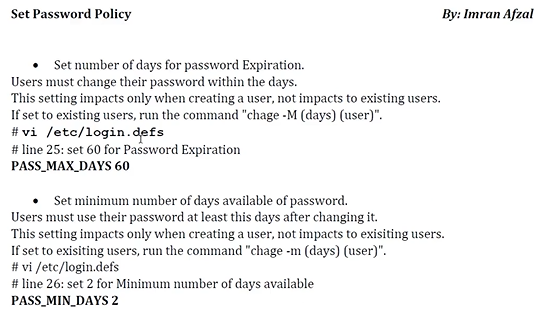 Set Password Policy By: Imran Afzal
• Set number of days for password Expiration.
Users must change their password within the days.
This setting impacts only when creating a user, not impacts to existing users.
If set to existing users, run the command "chage -M (days) (user)".
# vi /etc/login.defs
# line 25: set 60 for Password Expiration
PASS_MAX_DAYS 60
• Set minimum number of days available of password.
Users must use their password at least this days after changing it.
This setting impacts only when creating a user, not impacts to exisiting users.
If set to exisiting users, run the command "chage -m (days) (user)".
# vi /etc/login.defs
# line 26: set 2 for Minimum number of days available
PASS_MIN_DAYS 2